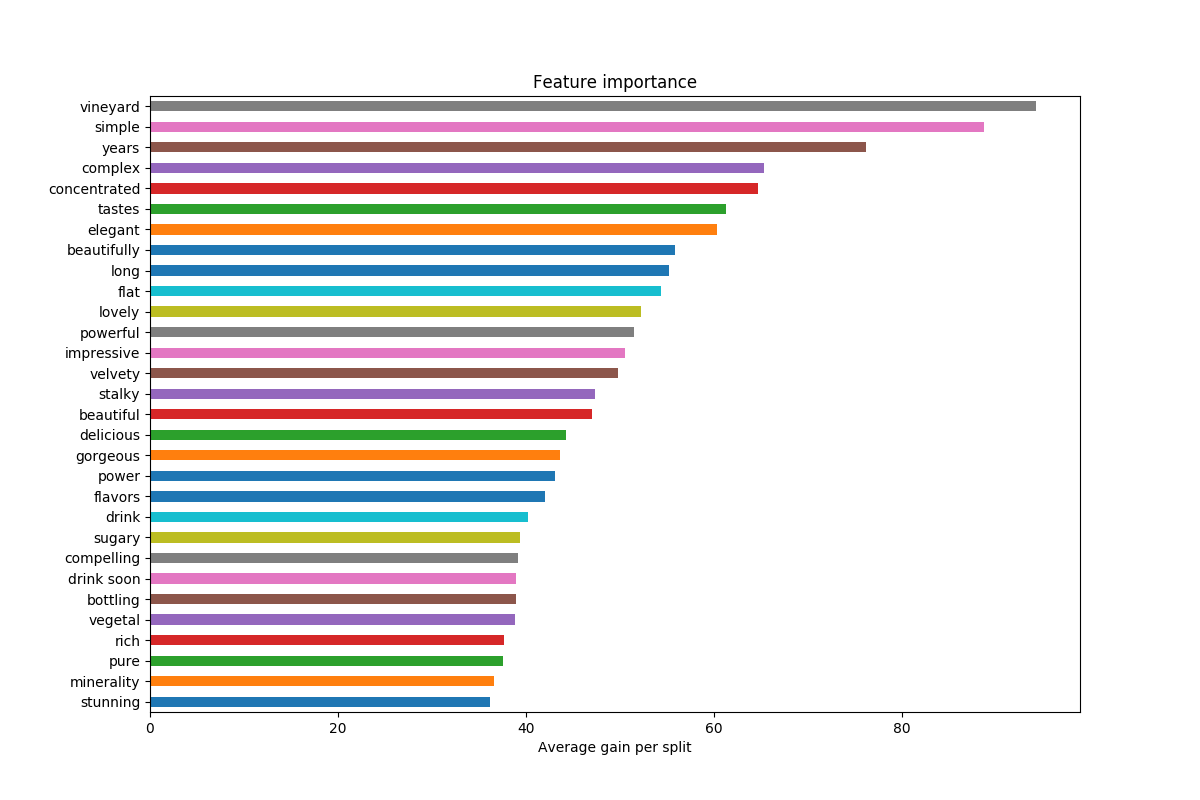 Feature importance
vineyard
simple
years
complex
concentrated
tastes
elegant
beautifully
long
flat
lovely
powerful
impressive
velvety
stalky
beautiful
delicious
gorgeous
power
flavors
drink
sugary
compelling
drink soon
bottling
vegetal
rich
pure
minerality
stunning
0 20 40 60 80
Average gain per split